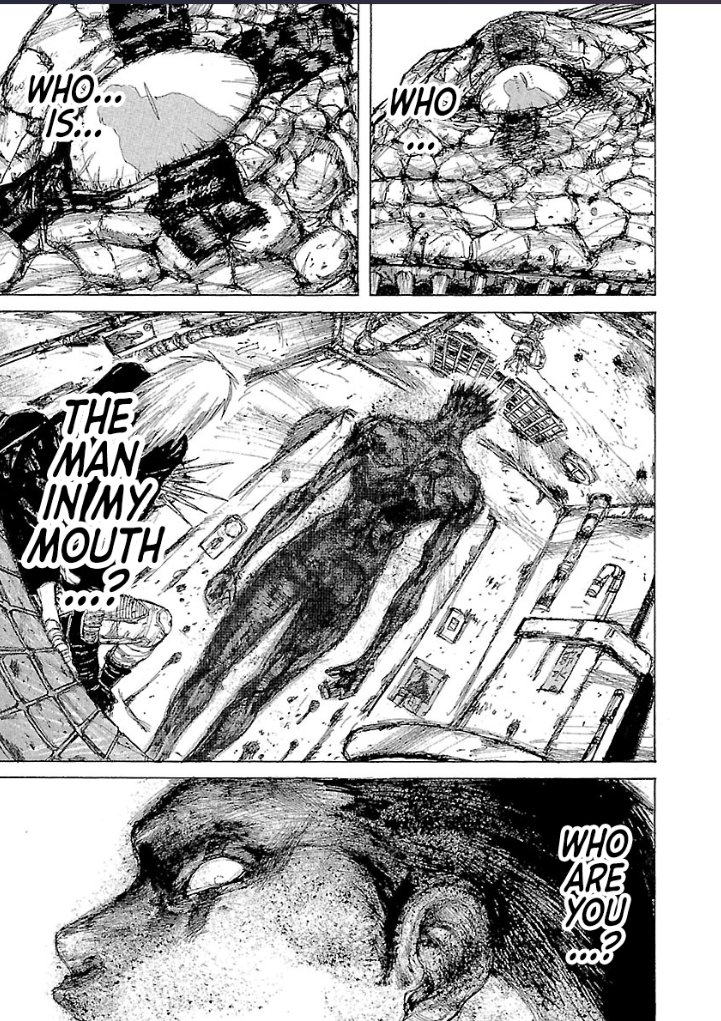 WHO
...
WHO...
IS...
THE
MAN
IN MY
MOUTH
...?
WHO
ARE
YOU
...?